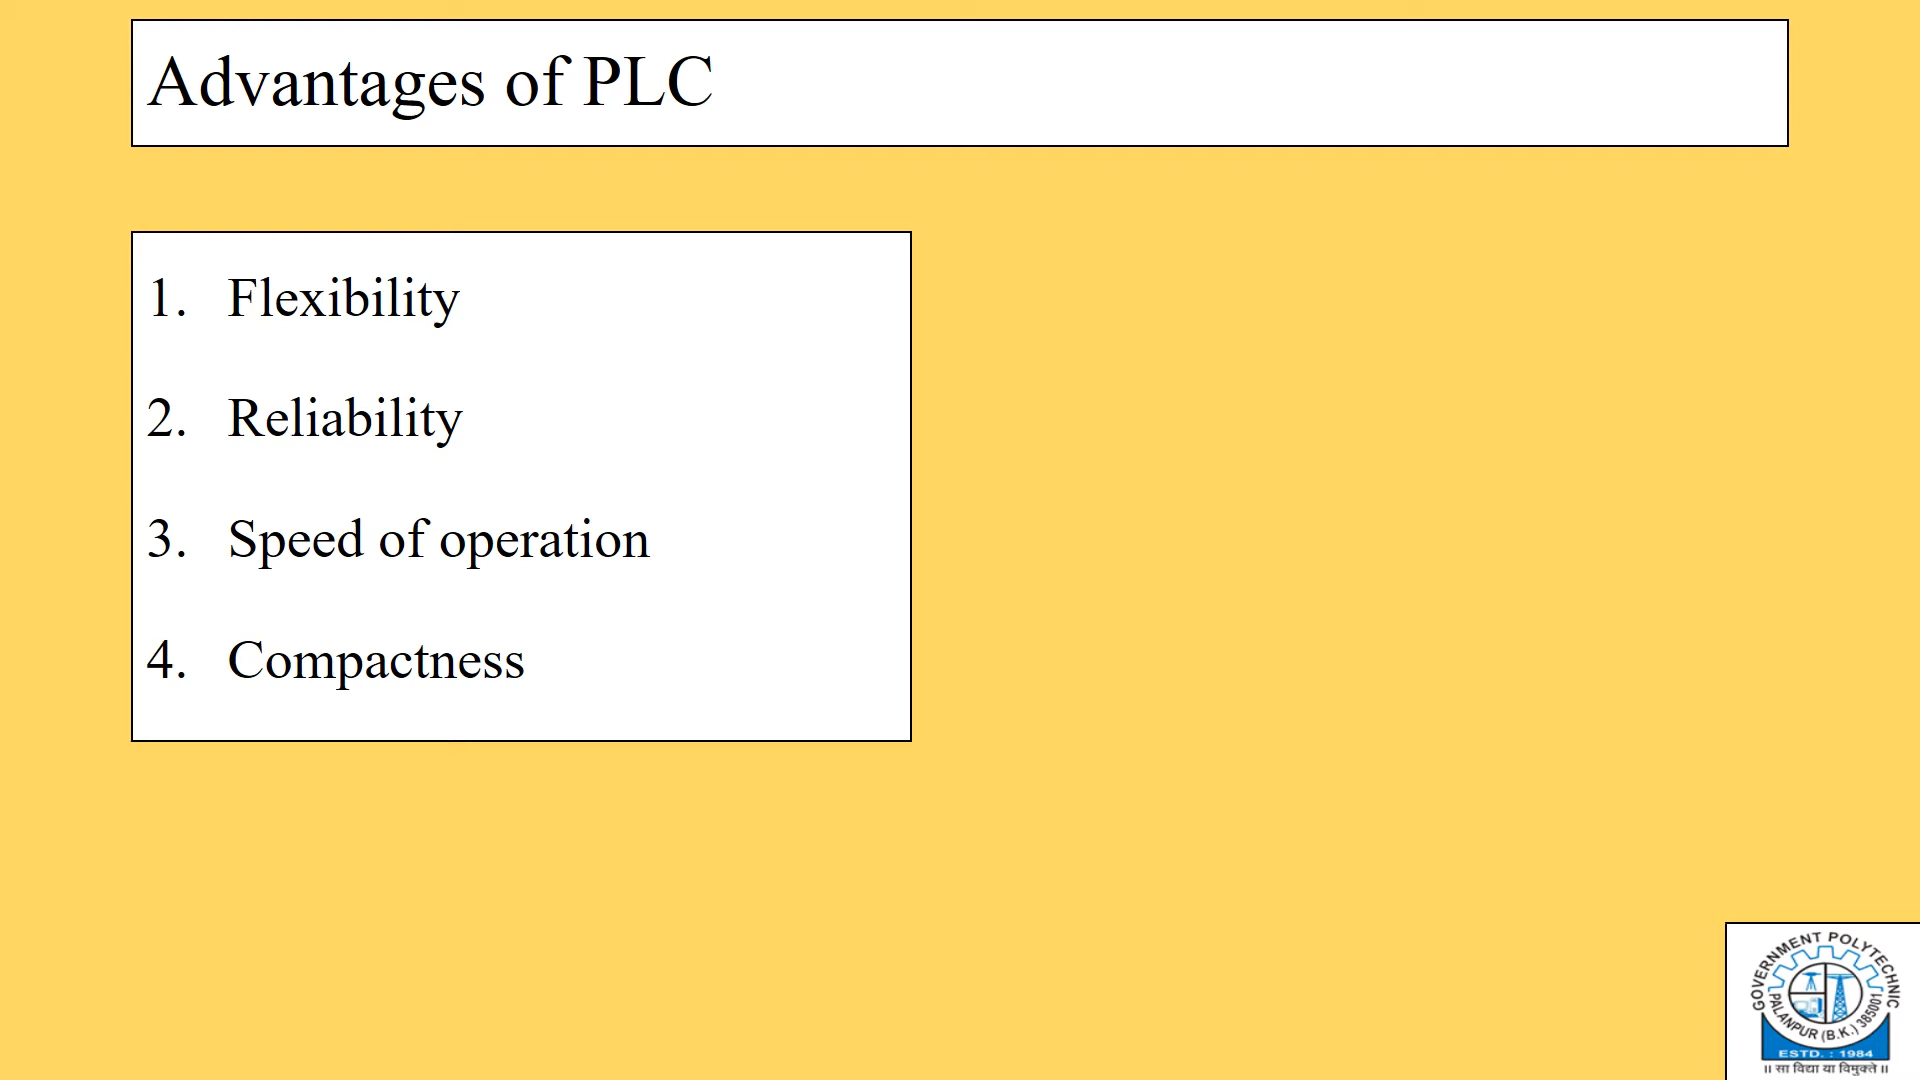 Advantages of PLC
1. Flexibility
2. Reliability
3. Speed of operation
4. Compactness
GOVERNMENT POLYTECHNIC
PALANPUR (B.K.) 385001
ESTD. : 1984
॥ सा विद्या या विमुक्ते ॥